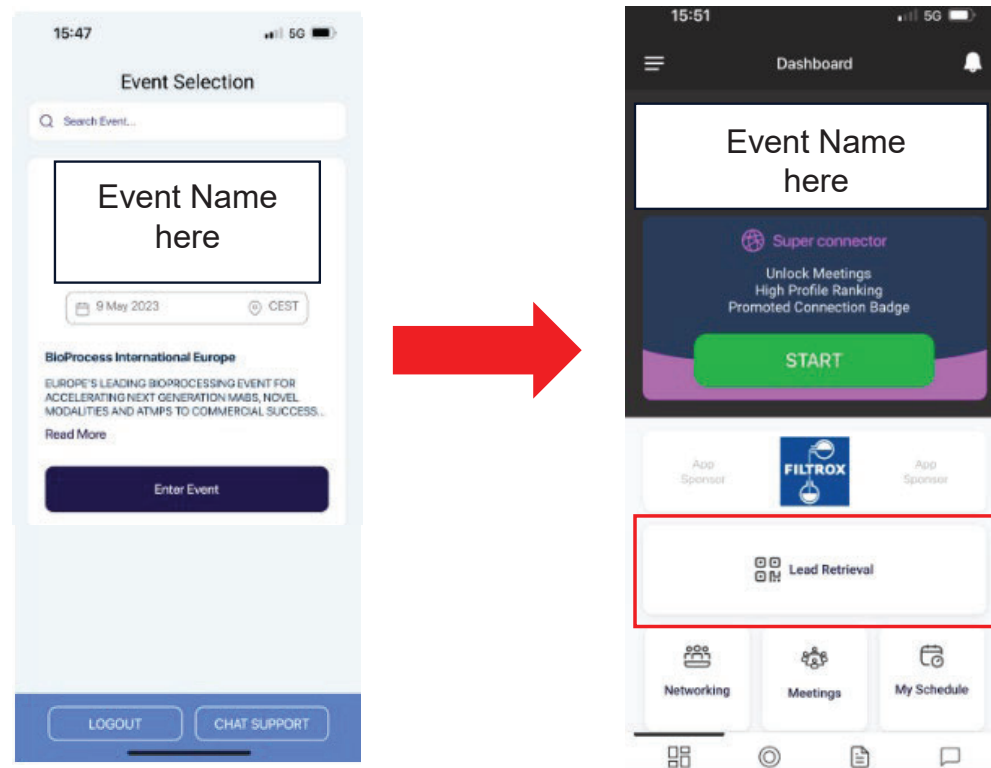 15:47
5G
Event Selection
Search Event...
Event Name
here
9 May 2023
CEST
BioProcess International Europe
EUROPE'S LEADING BIOPROCESSING EVENT FOR
ACCELERATING NEXT GENERATION MABS, NOVEL
MODALITIES AND ATMPS TO COMMERCIAL SUCCESS...
Read More
Enter Event
LOGOUT
CHAT SUPPORT
15:51
5G
Dashboard
Event Name
here
Super connector
Unlock Meetings
High Profile Ranking
Promoted Connection Badge
START
App
Sponsor
FILTROX
App
Sponsor
Lead Retrieval
Networking
Meetings
My Schedule